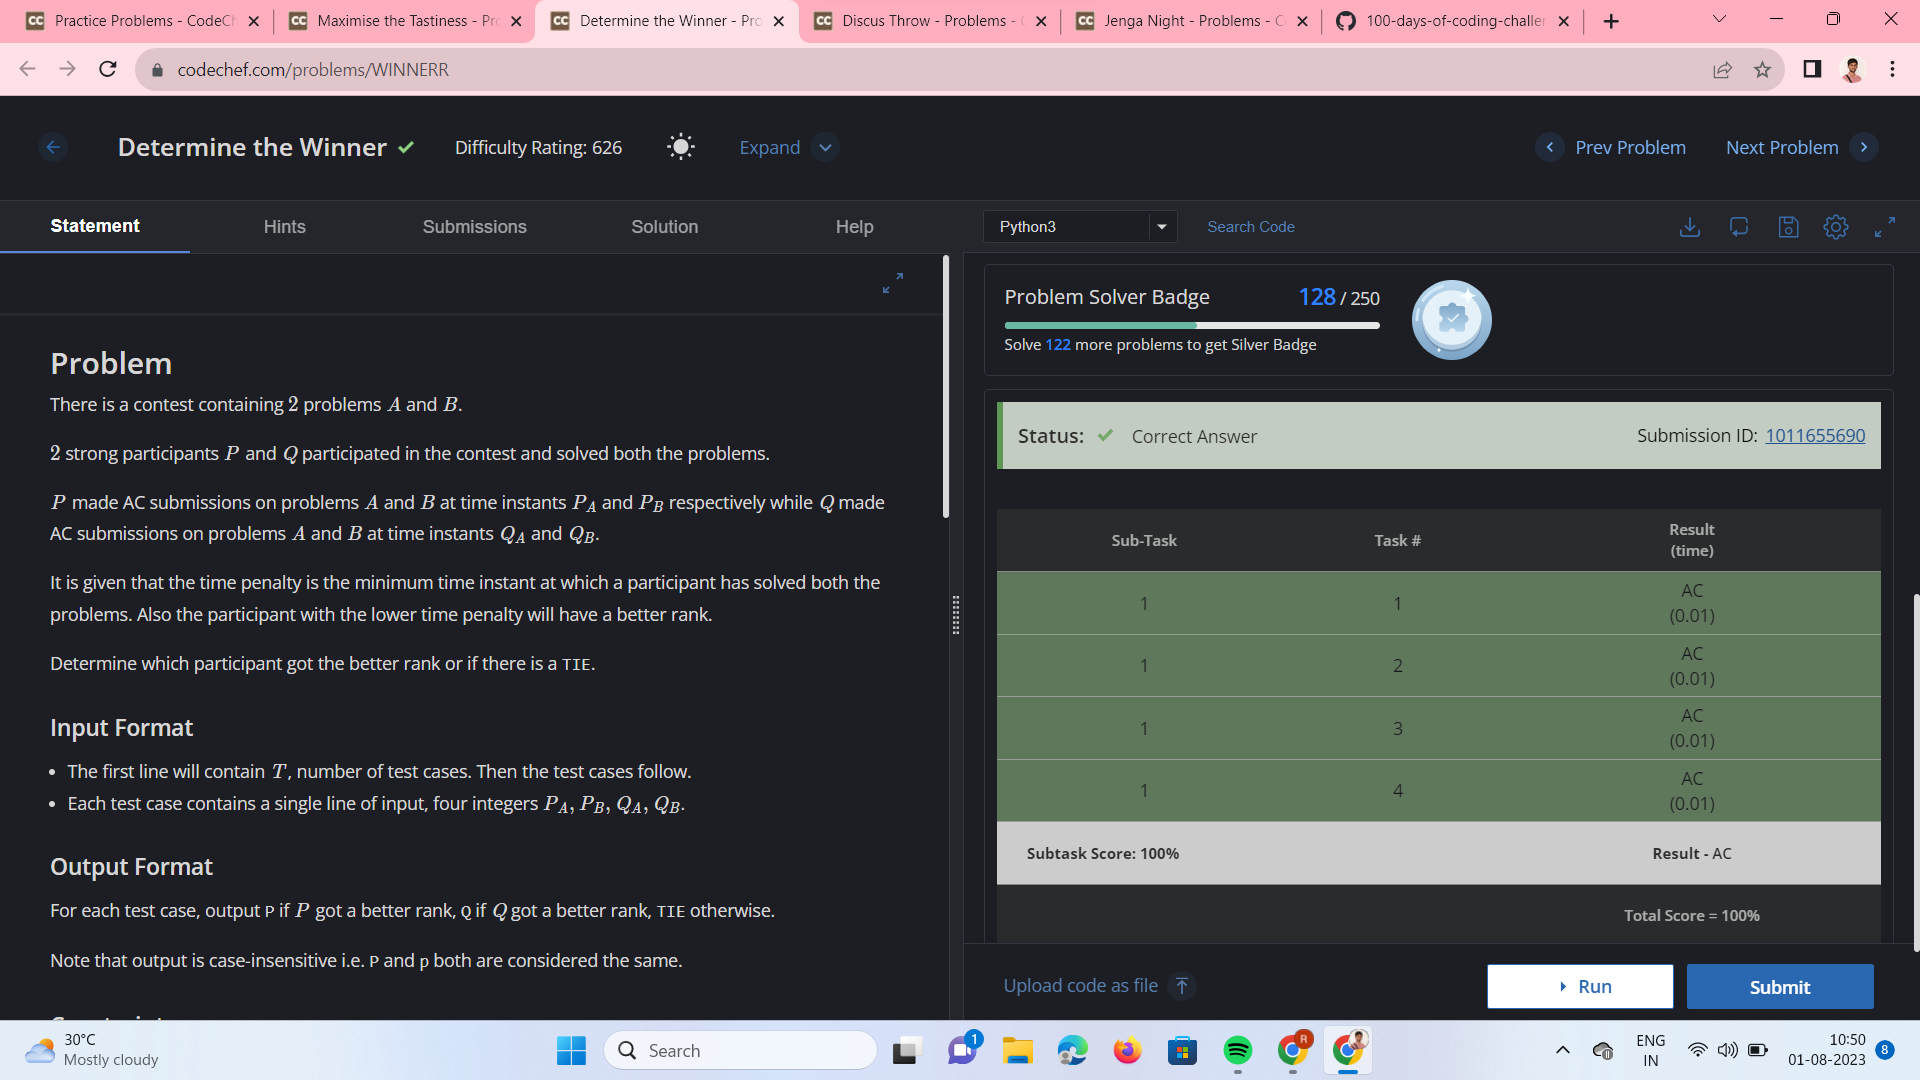 Practice Problems - CodeCh
Maximise the Tastiness - Pro
Determine the Winner - Pro
Discus Throw - Problems - C
Jenga Night - Problems - C
100-days-of-coding-challen
codechef.com/problems/WINNERR
Determine the Winner
Difficulty Rating: 626
Expand
Prev Problem
Next Problem
Statement
Hints
Submissions
Solution
Help
Python3
Search Code
Problem Solver Badge
128 / 250
Solve 122 more problems to get Silver Badge
Problem
There is a contest containing 2 problems A and B.
2 strong participants P and Q participated in the contest and solved both the problems.
P made AC submissions on problems A and B at time instants P_A and P_B respectively while Q made
AC submissions on problems A and B at time instants Q_A and Q_B.
It is given that the time penalty is the minimum time instant at which a participant has solved both the
problems. Also the participant with the lower time penalty will have a better rank.
Determine which participant got the better rank or if there is a TIE.
Input Format
• The first line will contain T, number of test cases. Then the test cases follow.
• Each test case contains a single line of input, four integers P_A, P_B, Q_A, Q_B.
Output Format
For each test case, output P if P got a better rank, Q if Q got a better rank, TIE otherwise.
Note that output is case-insensitive i.e. P and p both are considered the same.
Status: Correct Answer
Submission ID: 1011655690
Sub-Task
Task #
Result
(time)
1
1
AC
(0.01)
1
2
AC
(0.01)
1
3
AC
(0.01)
1
4
AC
(0.01)
Subtask Score: 100%
Result - AC
Total Score = 100%
Upload code as file
Run
Submit
30°C
Mostly cloudy
Search
1
R
ENG
IN
10:50
01-08-2023
8